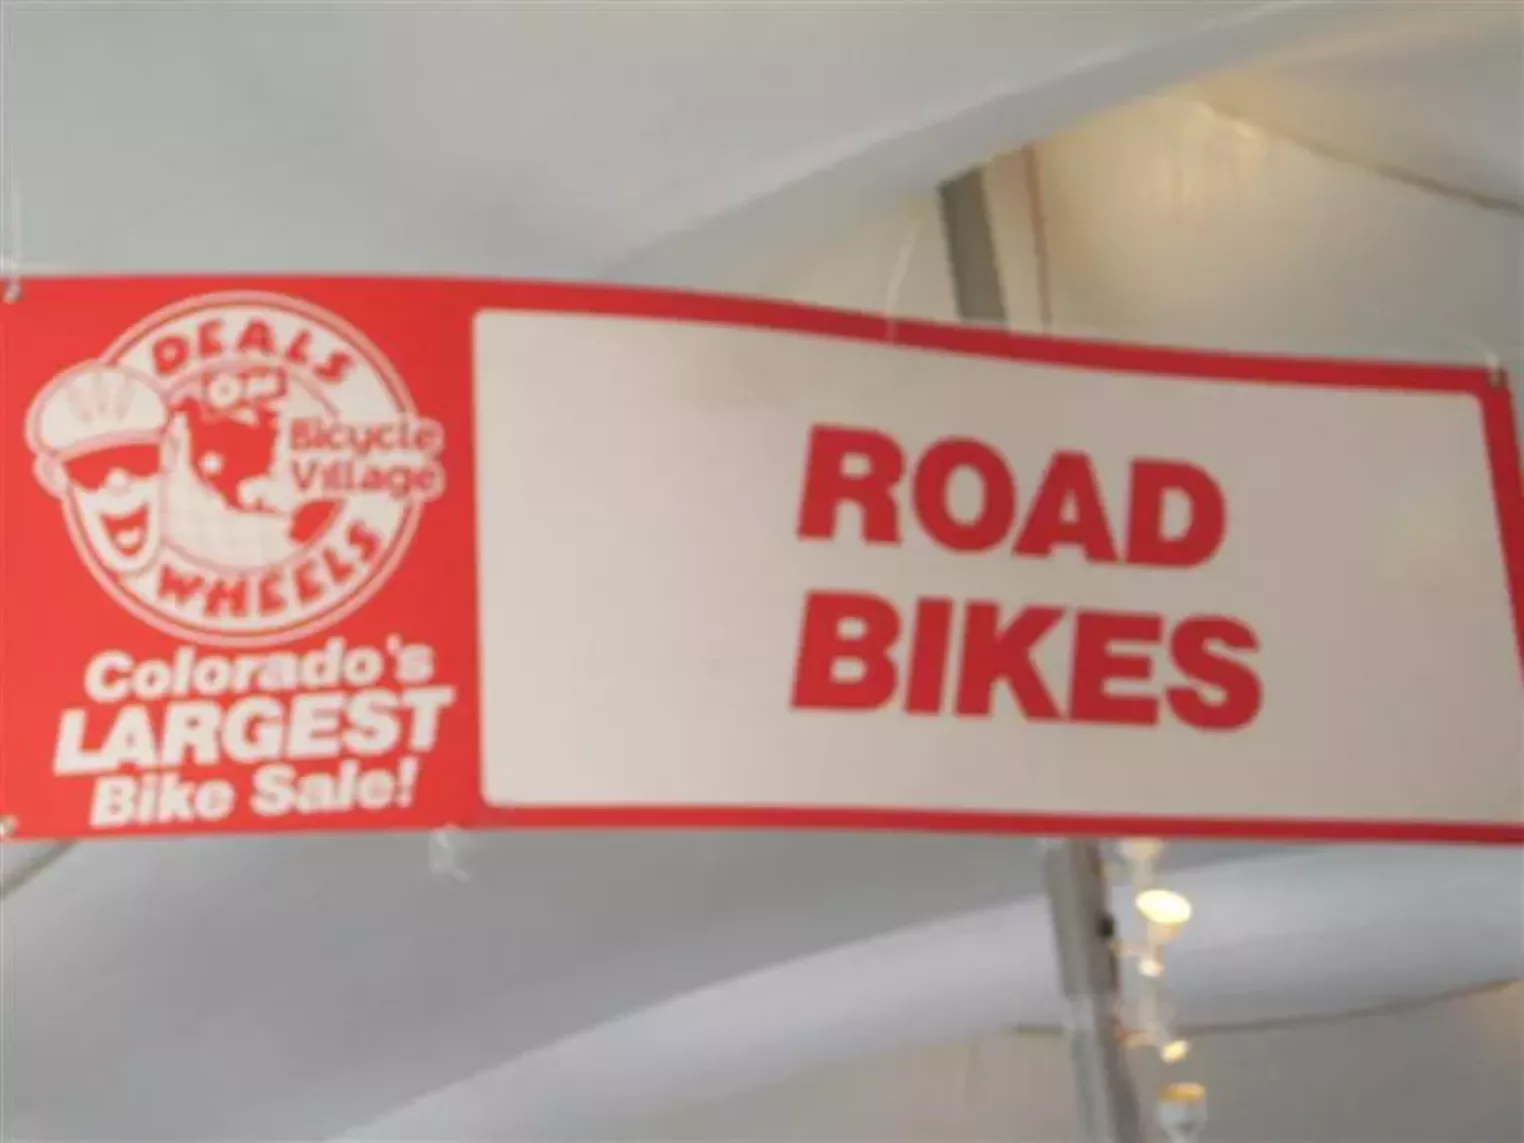 DEALS
ON
Bicycle
Village
WHEELS
Colorado's
LARGEST
Bike Sale!
ROAD
BIKES